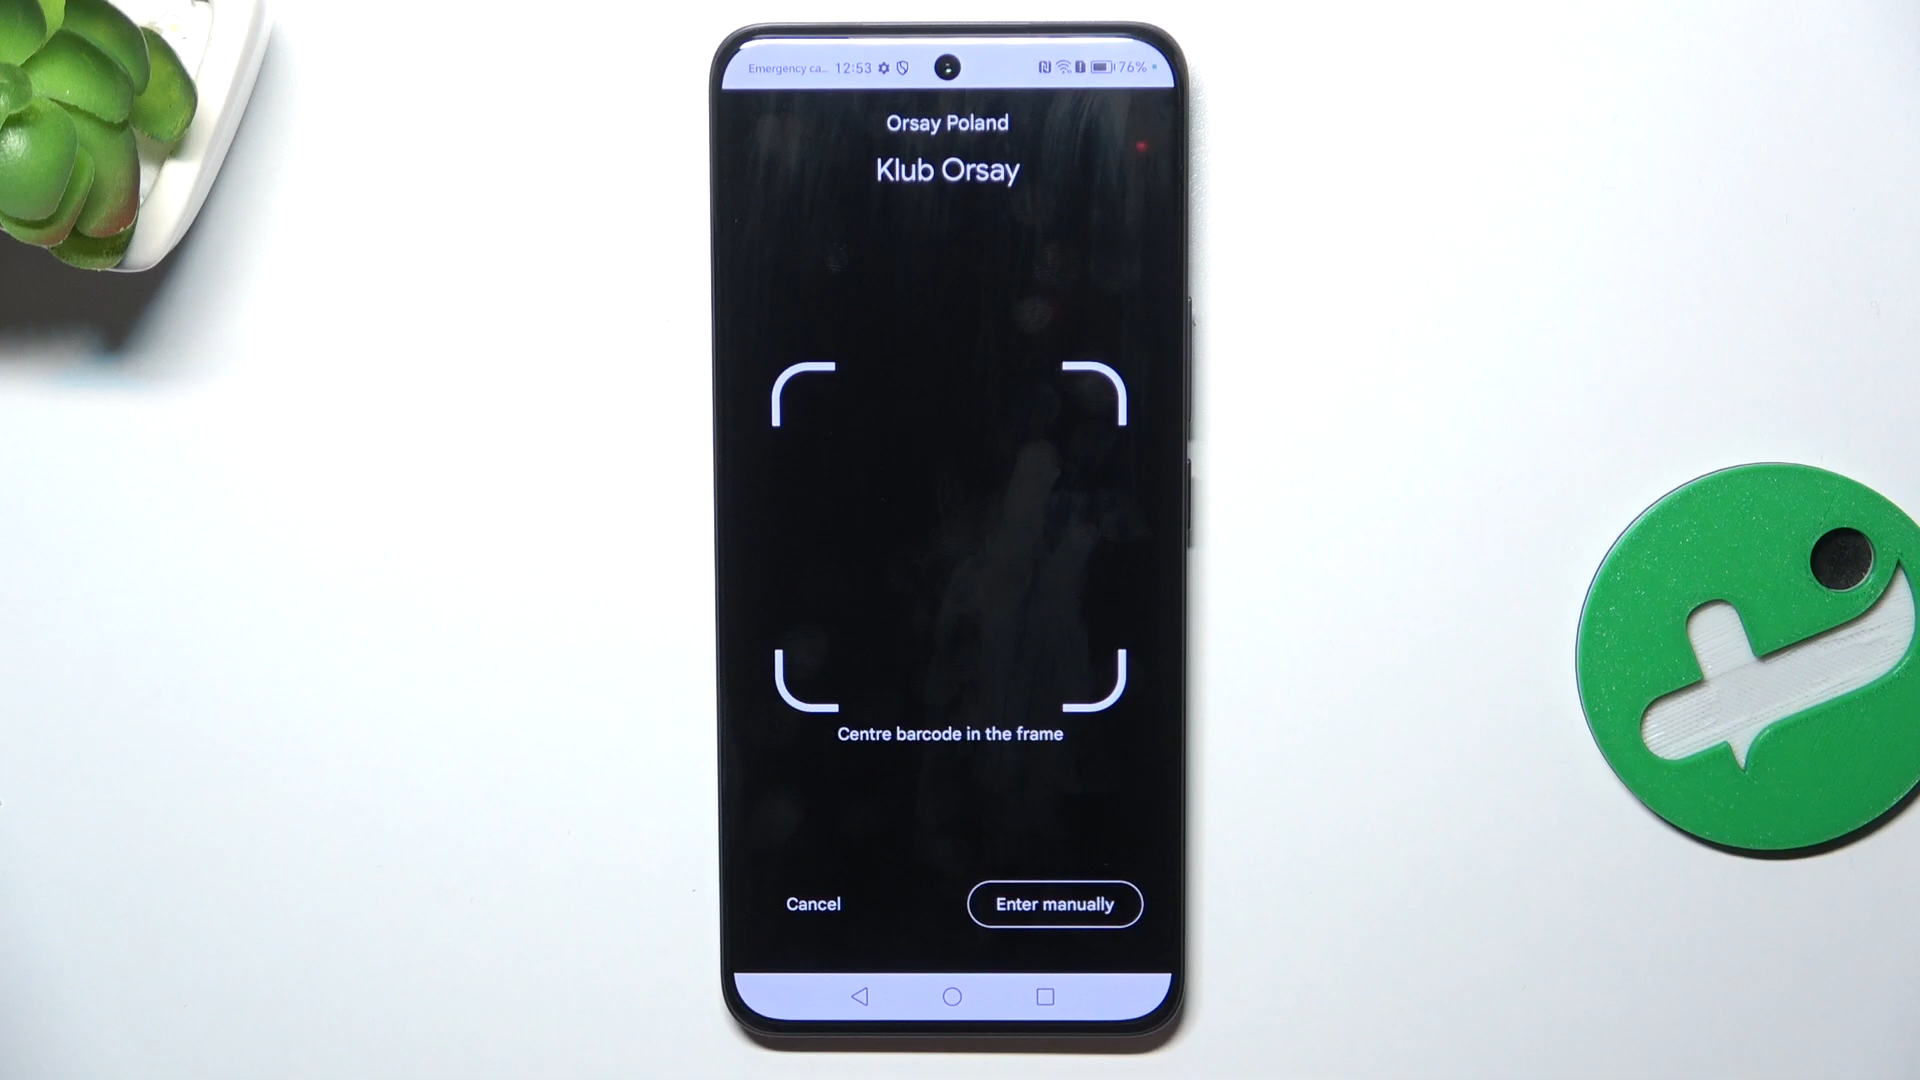 Emergency ca... 12:53 76%
Orsay Poland
Klub Orsay
Centre barcode in the frame
Cancel Enter manually